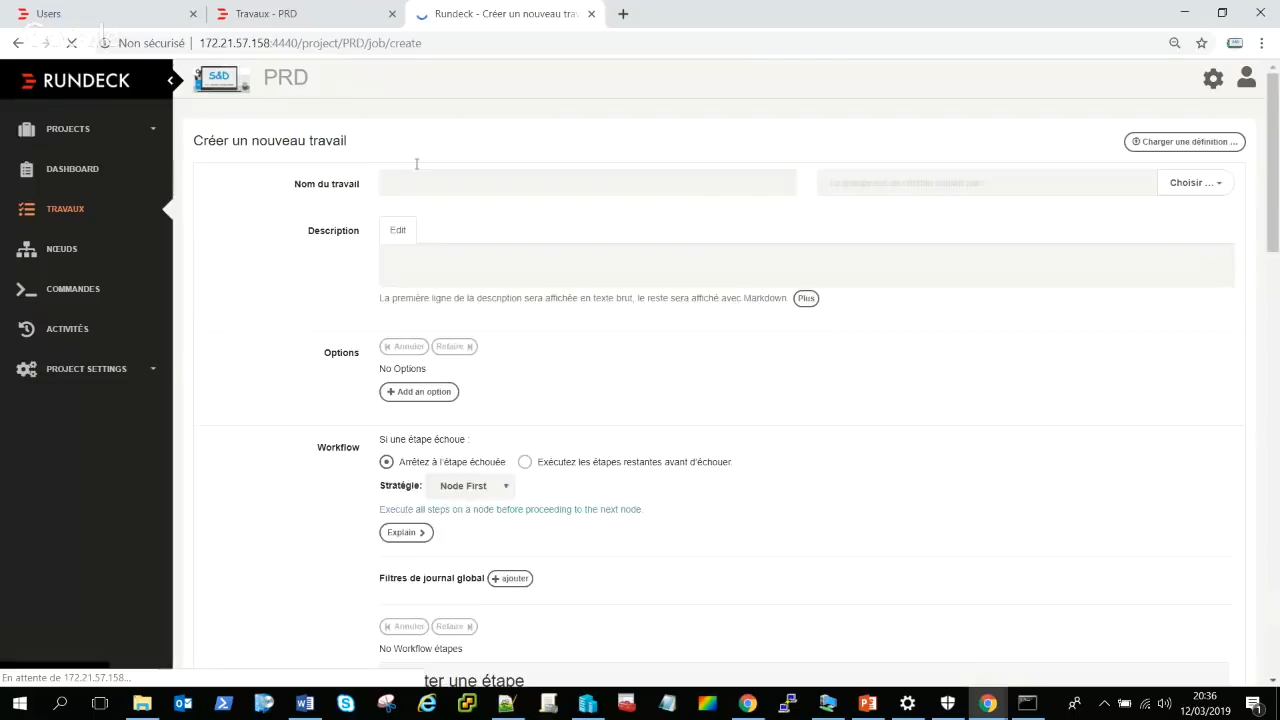 Users
Travaux - PRD
Rundeck - Créer un nouveau trav
Non sécurisé | 172.21.57.158:4440/project/PRD/job/create
RUNDECK
S&D
PRD
PROJECTS
DASHBOARD
TRAVAUX
NŒUDS
COMMANDES
ACTIVITÉS
PROJECT SETTINGS
Créer un nouveau travail
Charger une définition ...
Nom du travail
Choisir ...
Description
Edit
La première ligne de la description sera affichée en texte brut, le reste sera affiché avec Markdown.
Plus
Options
Annuler
Refaire
No Options
Add an option
Workflow
Si une étape échoue :
Arrêtez à l'étape échouée.
Exécutez les étapes restantes avant d'échouer.
Stratégie:
Node First
Execute all steps on a node before proceeding to the next node.
Explain
Filtres de journal global
ajouter
Annuler
Refaire
No Workflow étapes
ter une étape
En attente de 172.21.57.158...
20:36
12/03/2019